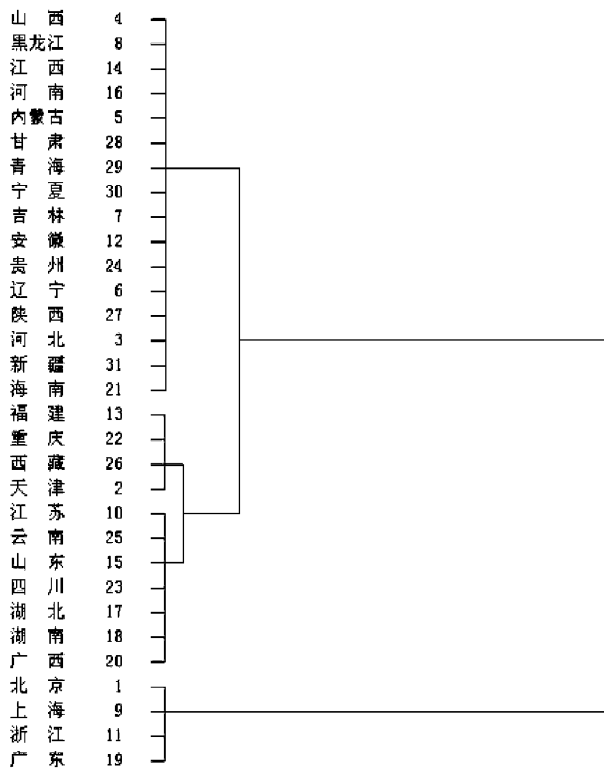 山 西 4
黑龙江 8
江 西 14
河 南 16
内蒙古 5
甘 肃 28
青 海 29
宁 夏 30
吉 林 7
安 徽 12
贵 州 24
辽 宁 6
陕 西 27
河 北 3
新 疆 31
海 南 21
福 建 13
重 庆 22
西 藏 26
天 津 2
江 苏 10
云 南 25
山 东 15
四 川 23
湖 北 17
湖 南 18
广 西 20
北 京 1
上 海 9
浙 江 11
广 东 19